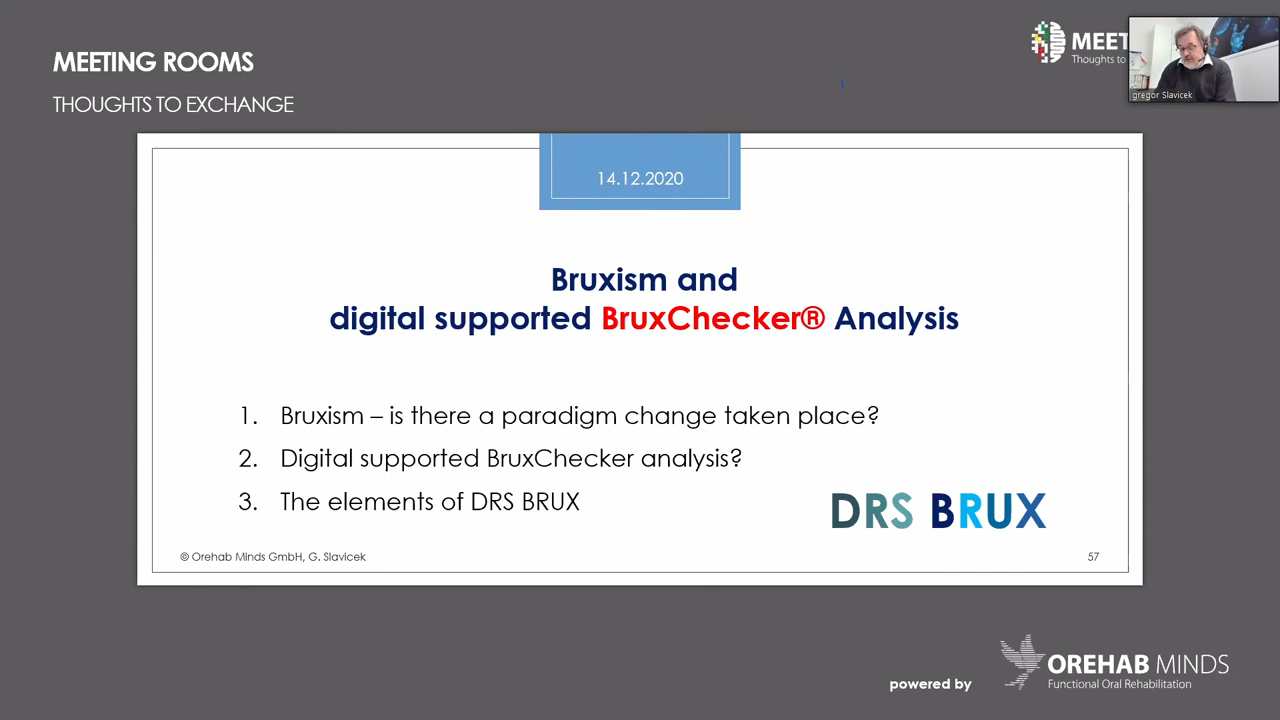 MEETING ROOMS
THOUGHTS TO EXCHANGE
MEET
Thoughts to
gregor Slavicek
14.12.2020
Bruxism and
digital supported BruxChecker® Analysis
1. Bruxism – is there a paradigm change taken place?
2. Digital supported BruxChecker analysis?
3. The elements of DRS BRUX
DRS BRUX
© Orehab Minds GmbH, G. Slavicek
57
powered by
OREHAB MINDS
Functional Oral Rehabilitation